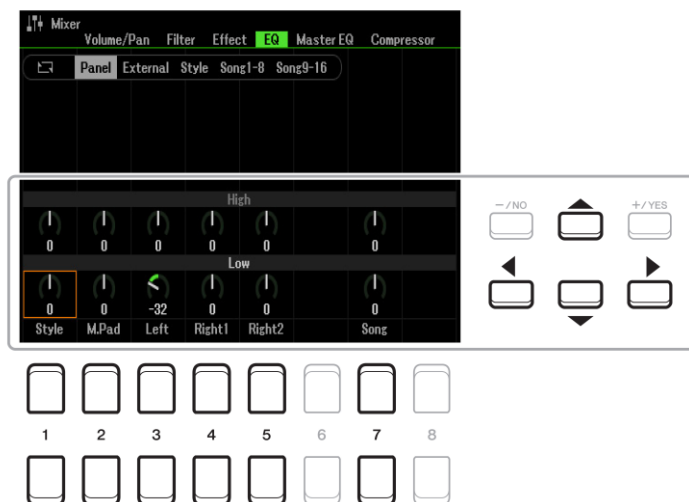 Mixer
Volume/Pan Filter Effect EQ Master EQ Compressor
Panel External Style Song1-8 Song9-16
High
0 0 0 0 0 0
Low
0 0 -32 0 0 0
Style M.Pad Left Right1 Right2 Song
-/NO +/YES
1 2 3 4 5 6 7 8